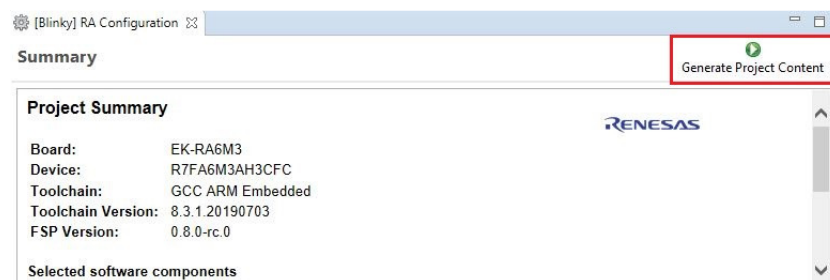 [Blinky] RA Configuration
Summary
Generate Project Content
Project Summary
RENESAS
Board: EK-RA6M3
Device: R7FA6M3AH3CFC
Toolchain: GCC ARM Embedded
Toolchain Version: 8.3.1.20190703
FSP Version: 0.8.0-rc.0
Selected software components